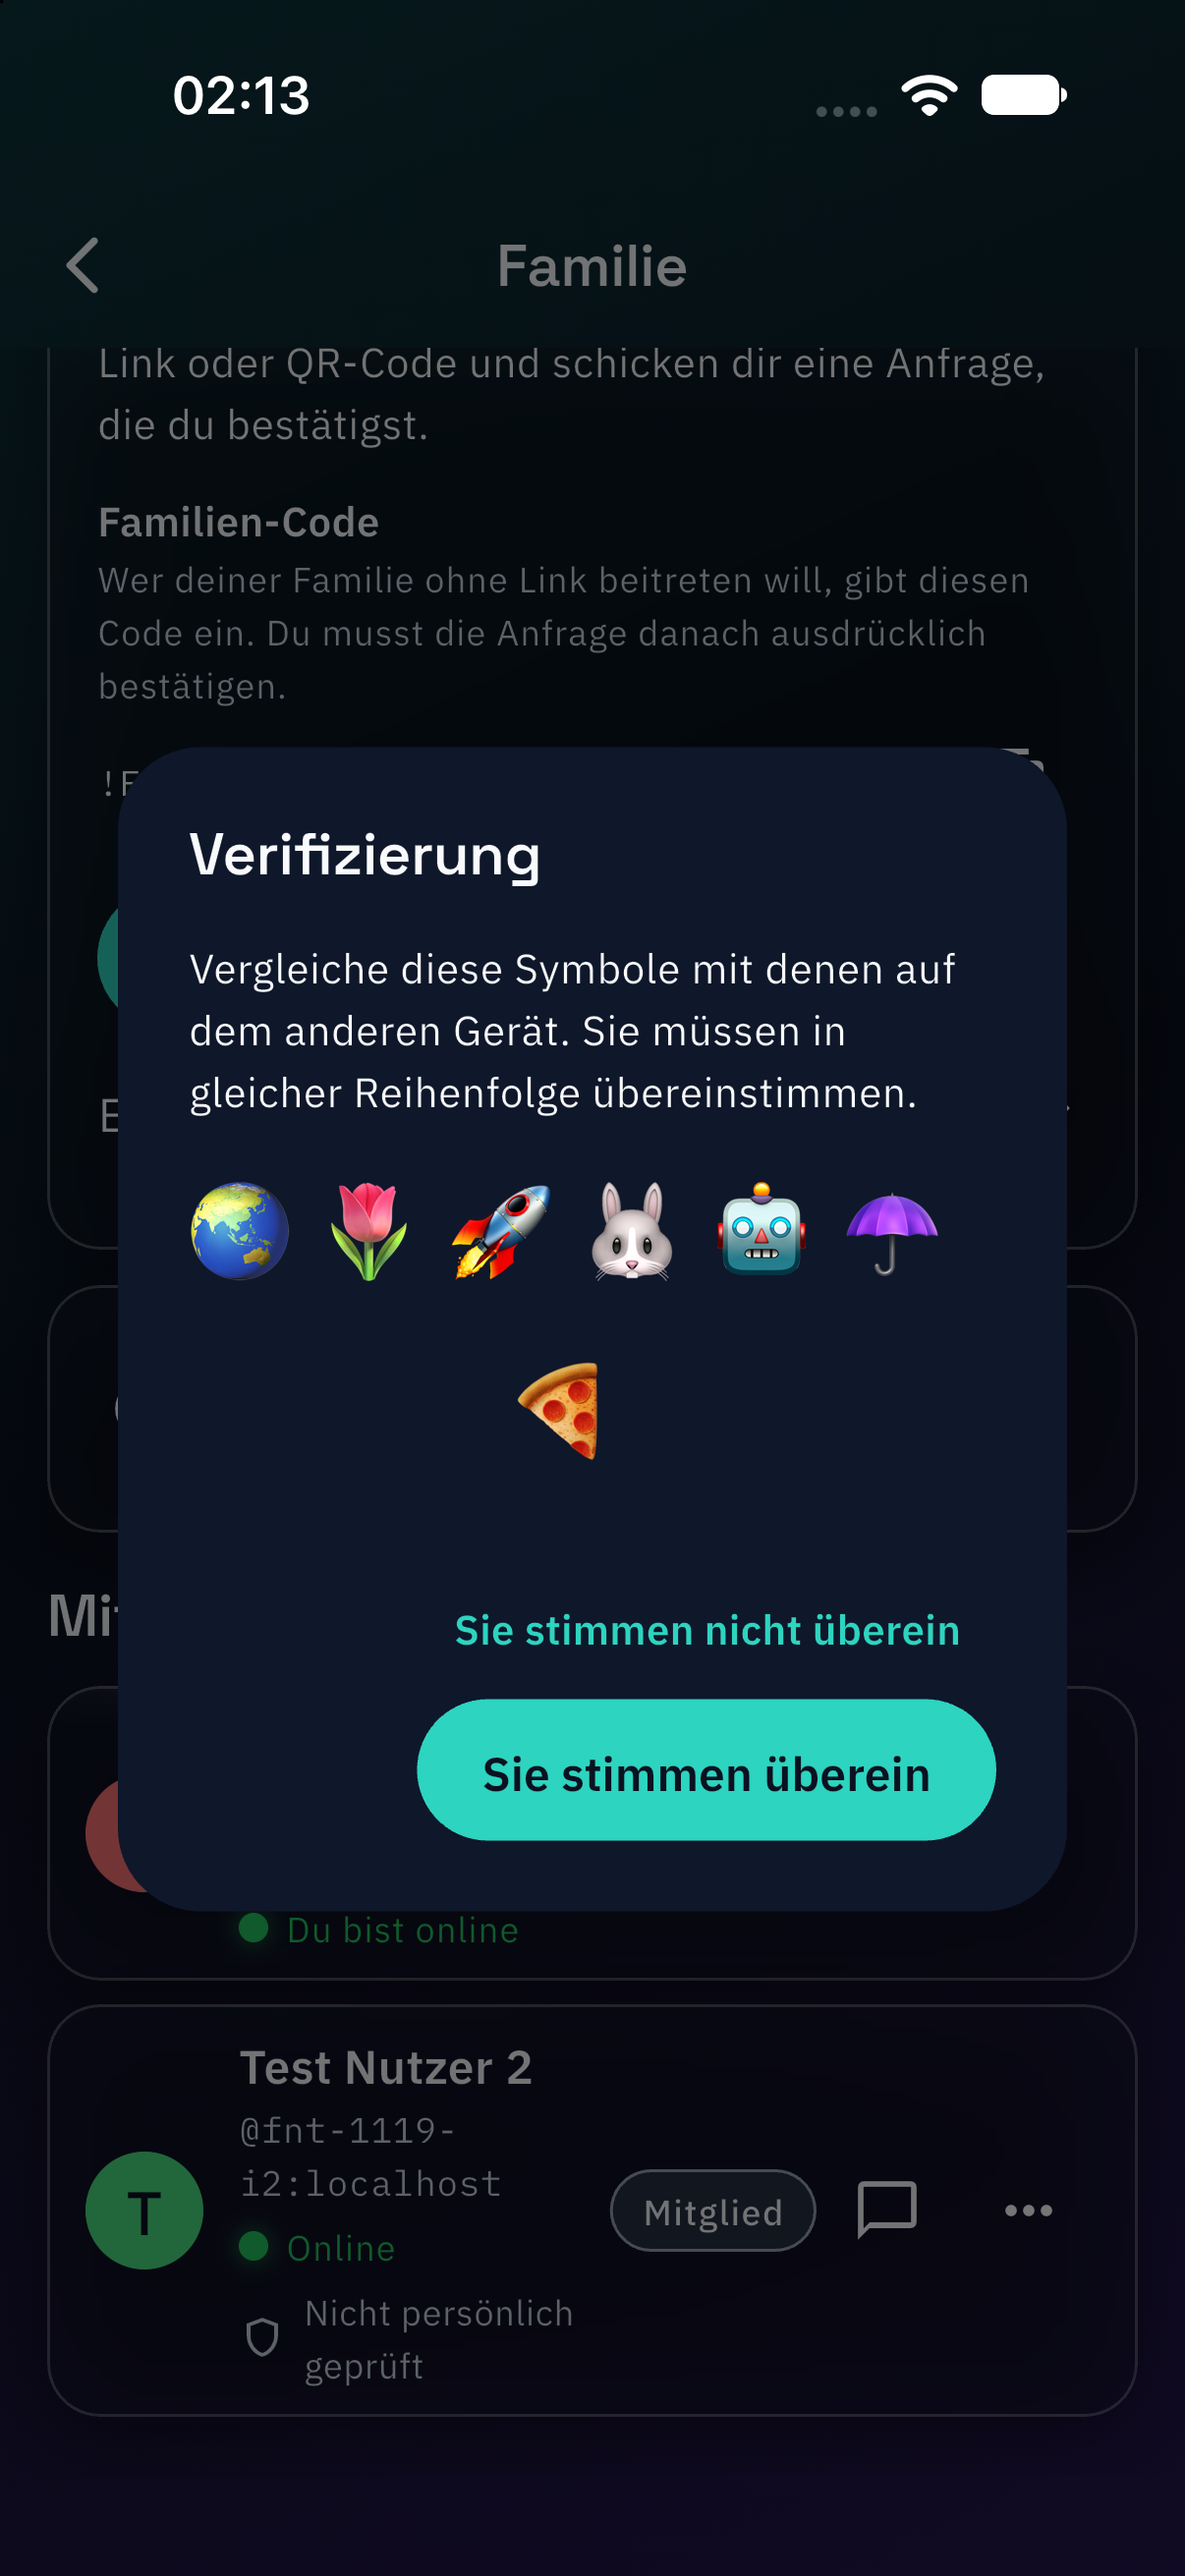 02:13
Familie
Link oder QR-Code und schicken dir eine Anfrage,
die du bestätigst.
Familien-Code
Wer deiner Familie ohne Link beitreten will, gibt diesen
Code ein. Du musst die Anfrage danach ausdrücklich
bestätigen.
Verifizierung
Vergleiche diese Symbole mit denen auf
dem anderen Gerät. Sie müssen in
gleicher Reihenfolge übereinstimmen.
Sie stimmen nicht überein
Sie stimmen überein
Du bist online
Test Nutzer 2
@fnt-1119-
i2:localhost
T
Mitglied
Online
Nicht persönlich
geprüft